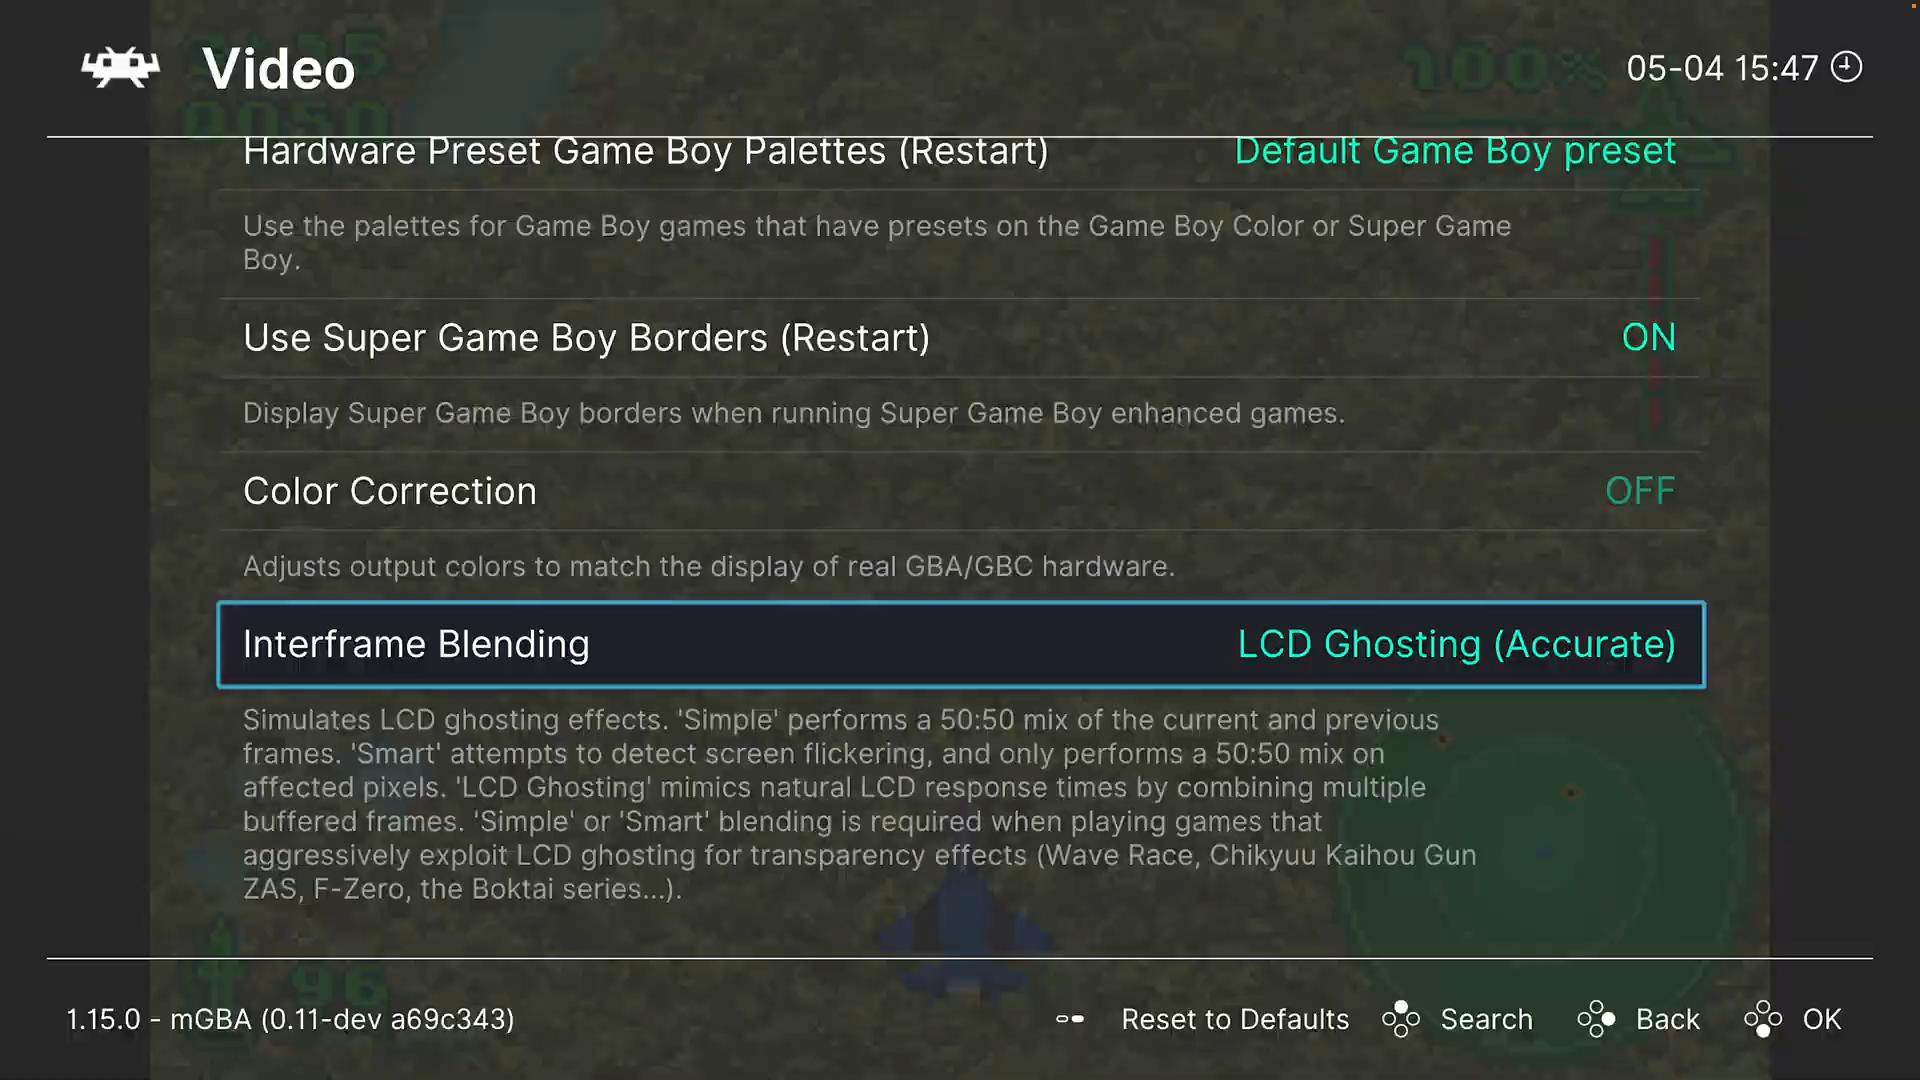 Video
05-04 15:47
100%
Hardware Preset Game Boy Palettes (Restart) Default Game Boy preset
Use the palettes for Game Boy games that have presets on the Game Boy Color or Super Game
Boy.
Use Super Game Boy Borders (Restart) ON
Display Super Game Boy borders when running Super Game Boy enhanced games.
Color Correction OFF
Adjusts output colors to match the display of real GBA/GBC hardware.
Interframe Blending LCD Ghosting (Accurate)
Simulates LCD ghosting effects. 'Simple' performs a 50:50 mix of the current and previous
frames. 'Smart' attempts to detect screen flickering, and only performs a 50:50 mix on
affected pixels. 'LCD Ghosting' mimics natural LCD response times by combining multiple
buffered frames. 'Simple' or 'Smart' blending is required when playing games that
aggressively exploit LCD ghosting for transparency effects (Wave Race, Chikyuu Kaihou Gun
ZAS, F-Zero, the Boktai series...).
96
1.15.0 - mGBA (0.11-dev a69c343) Reset to Defaults Search Back OK